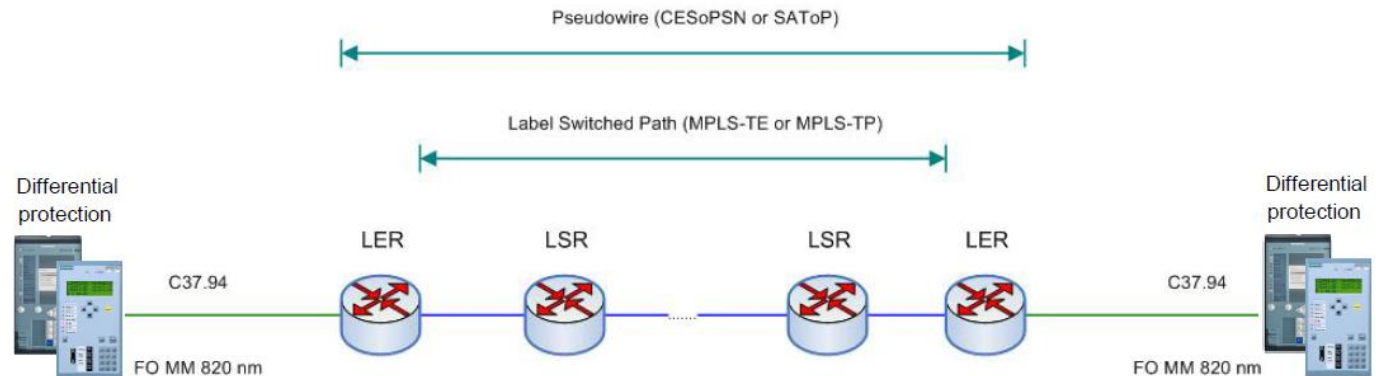 Pseudowire (CESoPSN or SAToP)
Label Switched Path (MPLS-TE or MPLS-TP)
Differential
protection
Differential
protection
LER
LSR
LSR
LER
C37.94
C37.94
.......
FO MM 820 nm
FO MM 820 nm